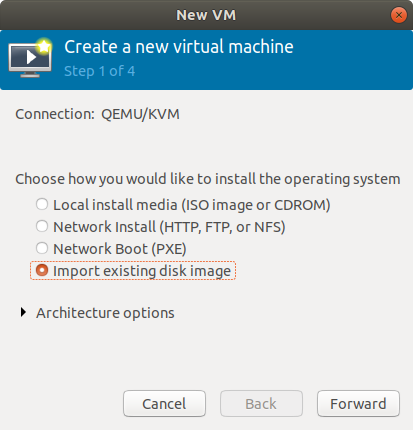 New VM
Create a new virtual machine
Step 1 of 4
Connection: QEMU/KVM
Choose how you would like to install the operating system
Local install media (ISO image or CDROM)
Network Install (HTTP, FTP, or NFS)
Network Boot (PXE)
Import existing disk image
Architecture options
Cancel Back Forward